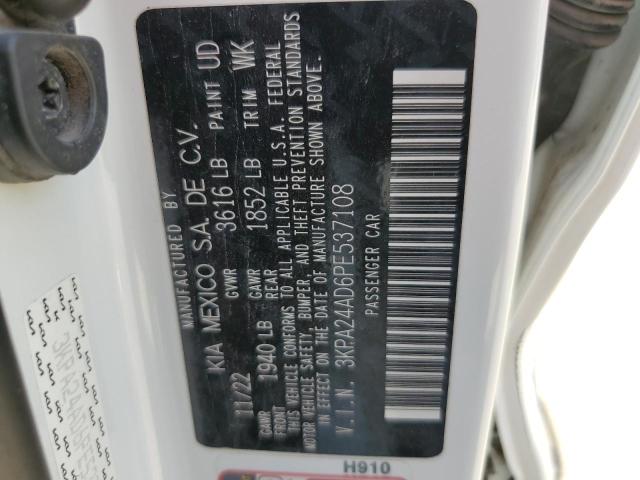 MANUFACTURED BY
KIA MEXICO S.A. DE C.V.
11/22 GVWR 3616 LB PAINT UD
GAWR FRONT 1940 LB GAWR REAR 1852 LB TRIM WK
THIS VEHICLE CONFORMS TO ALL APPLICABLE U.S.A. FEDERAL
MOTOR VEHICLE SAFETY, BUMPER, AND THEFT PREVENTION STANDARDS
IN EFFECT ON THE DATE OF MANUFACTURE SHOWN ABOVE.
V.I.N. 3KPA24AD6PE537108
PASSENGER CAR
H910